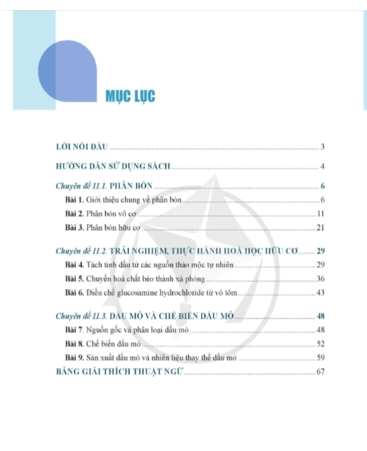 MỤC LỤC
LỜI NÓI ĐẦU ........ 3
HƯỚNG DẪN SỬ DỤNG SÁCH ........ 4
Chuyên đề 11.1. PHÂN BÓN ........ 6
Bài 1. Giới thiệu chung về phân bón ........ 6
Bài 2. Phân bón vô cơ ........ 11
Bài 3. Phân bón hữu cơ ........ 21
Chuyên đề 11.2. TRẢI NGHIỆM, THỰC HÀNH HOÁ HỌC HỮU CƠ ........ 29
Bài 4. Tách tinh dầu từ các nguồn thảo mộc tự nhiên ........ 29
Bài 5. Chuyển hoá chất béo thành xà phòng ........ 36
Bài 6. Điều chế glucosamine hydrochloride từ vỏ tôm ........ 43
Chuyên đề 11.3. DẦU MỎ VÀ CHẾ BIẾN DẦU MỎ ........ 48
Bài 7. Nguồn gốc và phân loại dầu mỏ ........ 48
Bài 8. Chế biến dầu mỏ ........ 52
Bài 9. Sản xuất dầu mỏ và nhiên liệu thay thế dầu mỏ ........ 59
BẢNG GIẢI THÍCH THUẬT NGỮ ........ 67